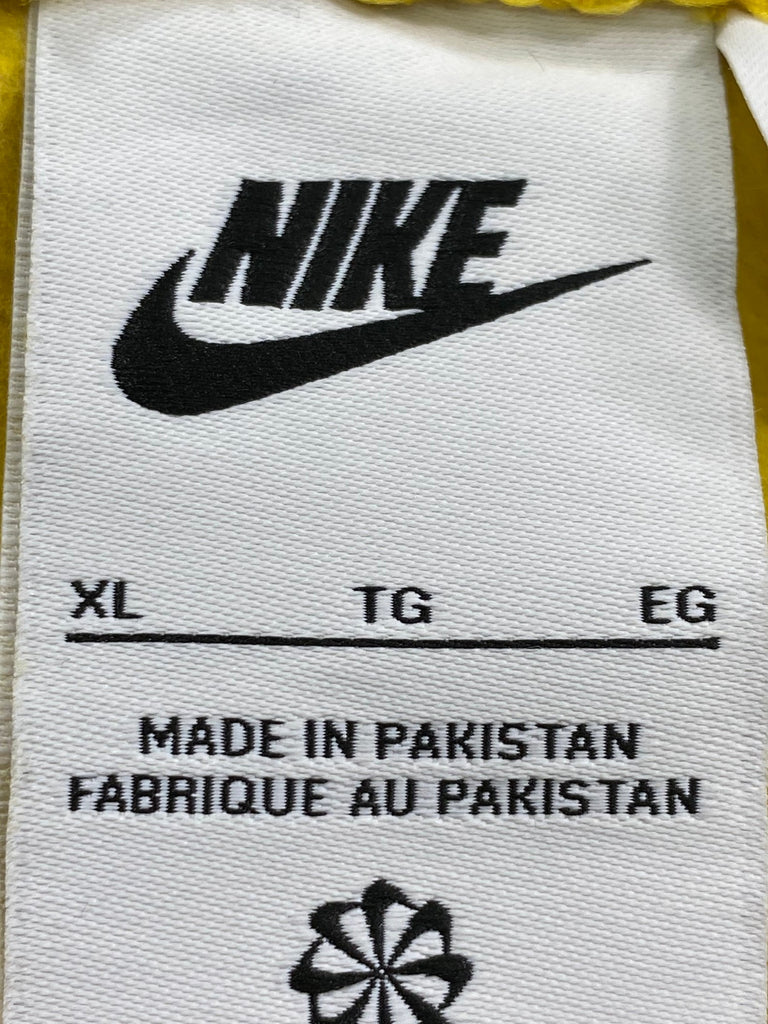 NIKE
XL TG EG
MADE IN PAKISTAN
FABRIQUE AU PAKISTAN